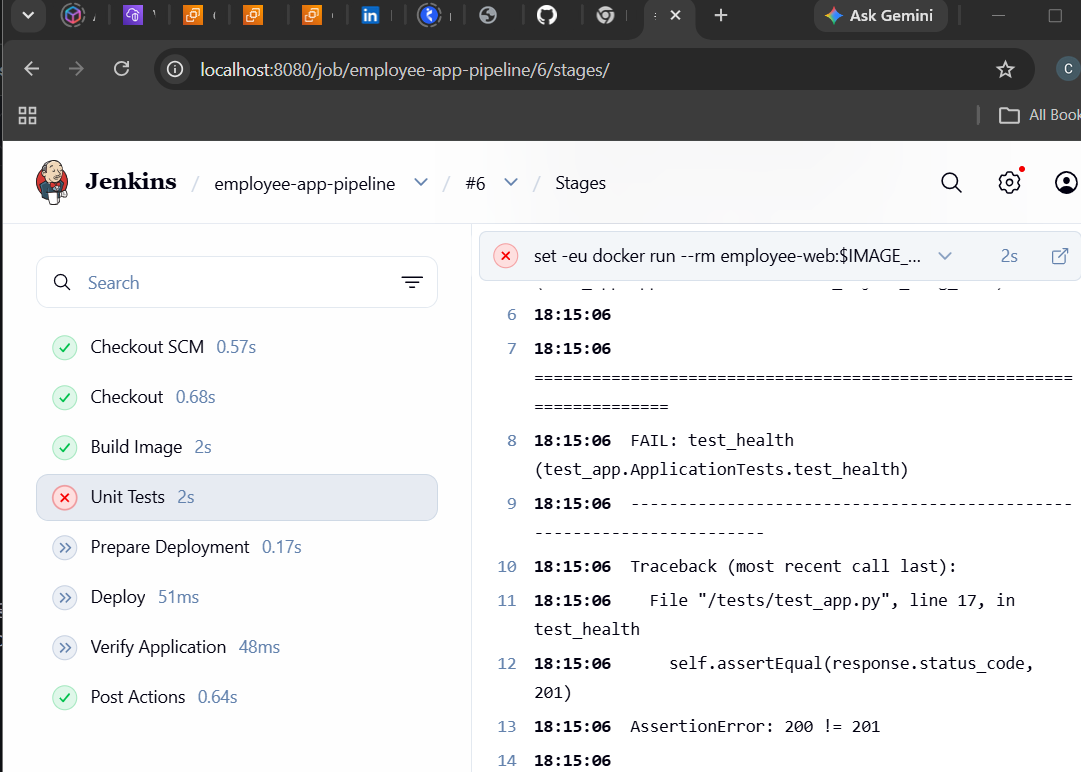 Ask Gemini
localhost:8080/job/employee-app-pipeline/6/stages/
C
All Book
Jenkins / employee-app-pipeline / #6 / Stages
Search
Checkout SCM 0.57s
Checkout 0.68s
Build Image 2s
Unit Tests 2s
Prepare Deployment 0.17s
Deploy 51ms
Verify Application 48ms
Post Actions 0.64s
set -eu docker run --rm employee-web:$IMAGE_... 2s
6 18:15:06
7 18:15:06
======================================================
==============
8 18:15:06 FAIL: test_health
(test_app.ApplicationTests.test_health)
9 18:15:06 ----------------------------------------------
------------------------
10 18:15:06 Traceback (most recent call last):
11 18:15:06 File "/tests/test_app.py", line 17, in
test_health
12 18:15:06 self.assertEqual(response.status_code,
201)
13 18:15:06 AssertionError: 200 != 201
14 18:15:06